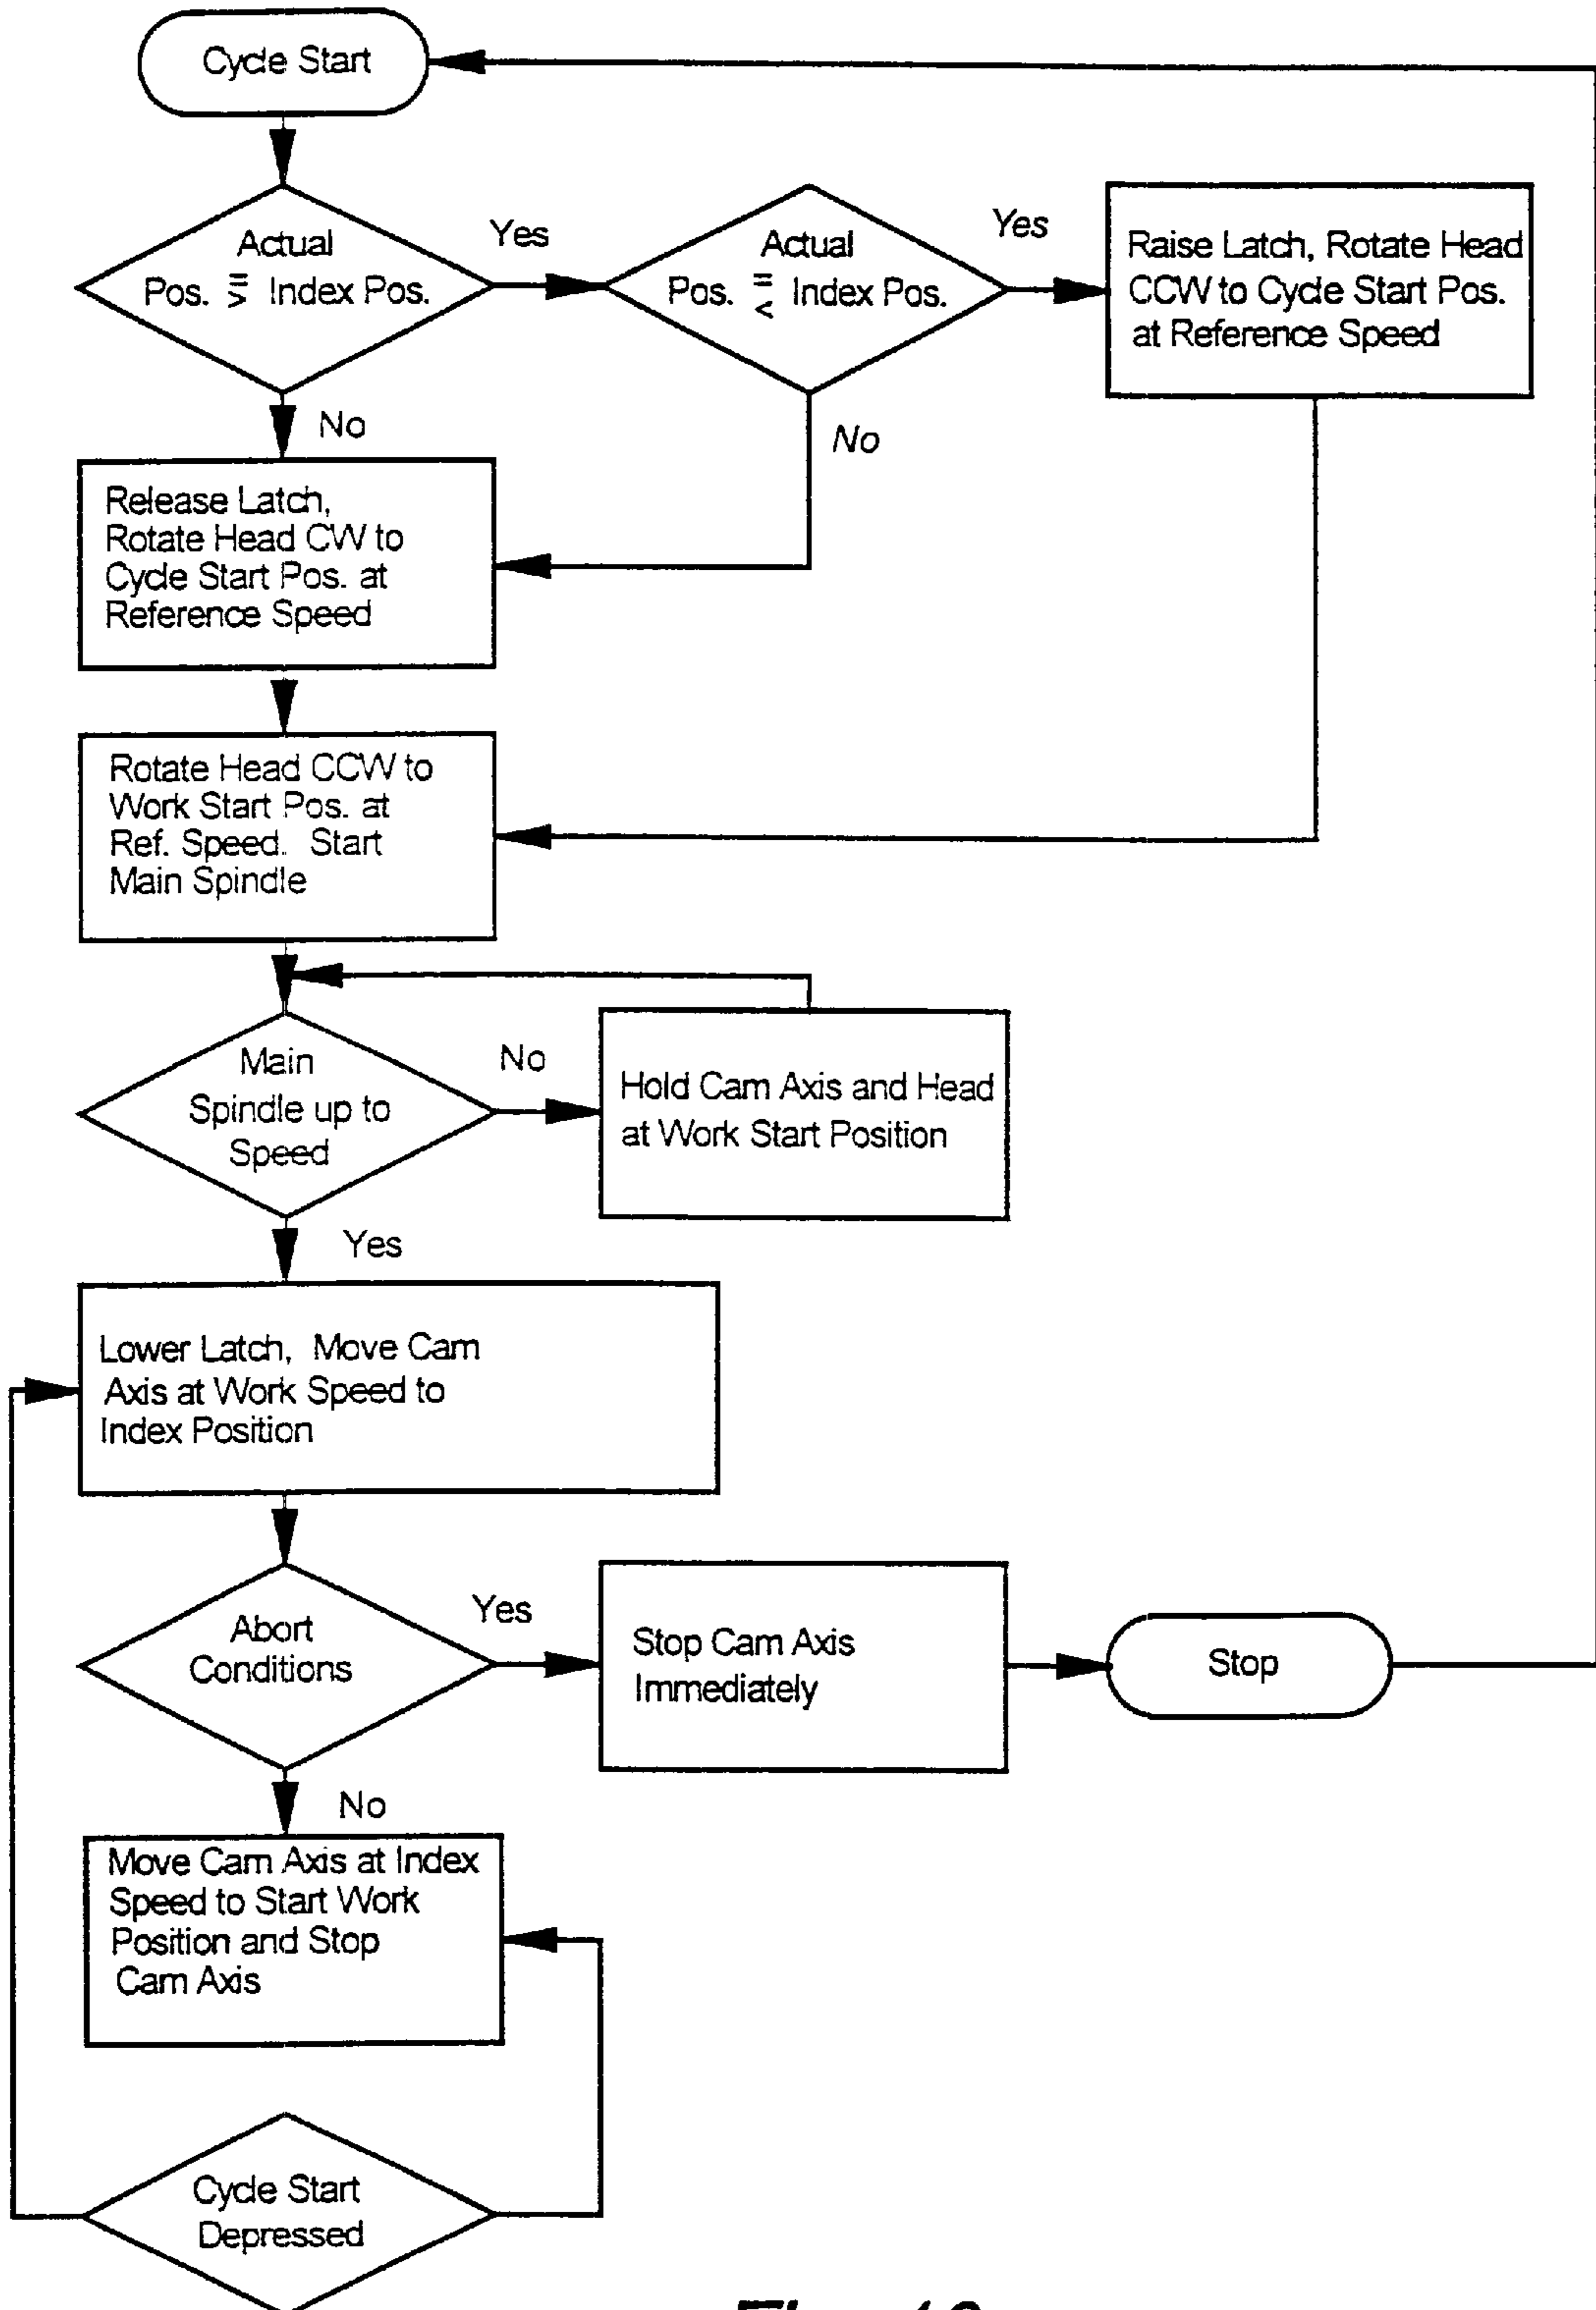 Cycle Start
Actual
Pos. ⋝ Index Pos.
Yes
Actual
Pos. ⋜ Index Pos.
Yes
Raise Latch, Rotate Head
CCW to Cycle Start Pos.
at Reference Speed
No
No
Release Latch,
Rotate Head CW to
Cycle Start Pos. at
Reference Speed
Rotate Head CCW to
Work Start Pos. at
Ref. Speed. Start
Main Spindle
Main
Spindle up to
Speed
No
Hold Cam Axis and Head
at Work Start Position
Yes
Lower Latch, Move Cam
Axis at Work Speed to
Index Position
Abort
Conditions
Yes
Stop Cam Axis
Immediately
Stop
No
Move Cam Axis at Index
Speed to Start Work
Position and Stop
Cam Axis
Cycle Start
Depressed